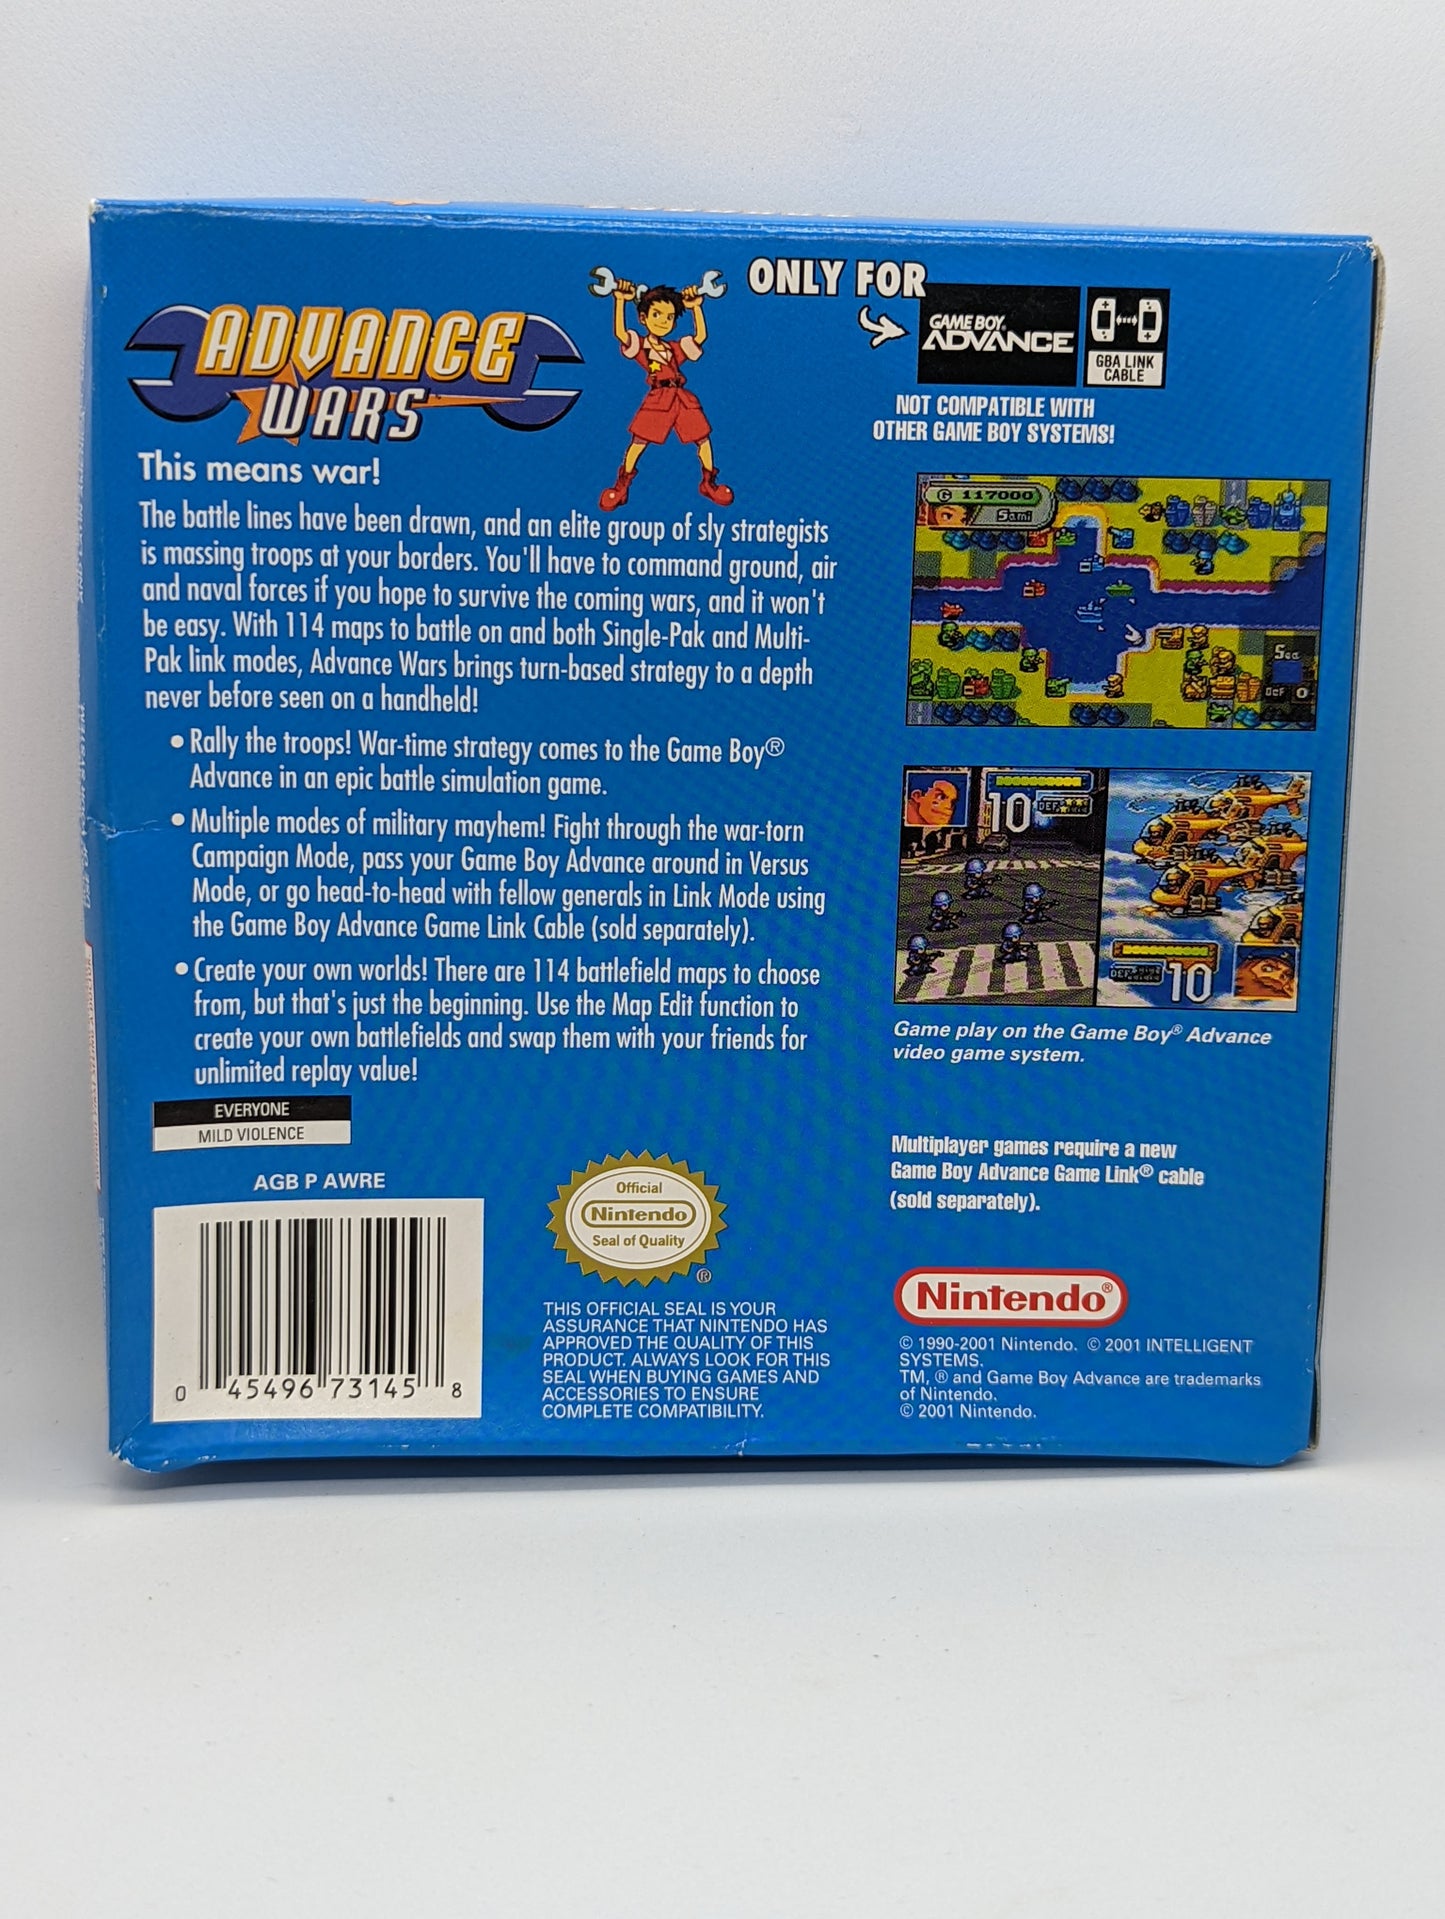 ADVANCE
WARS
ONLY FOR
GAME BOY
ADVANCE
GBA LINK
CABLE
NOT COMPATIBLE WITH
OTHER GAME BOY SYSTEMS!
This means war!
The battle lines have been drawn, and an elite group of sly strategists
is massing troops at your borders. You'll have to command ground, air
and naval forces if you hope to survive the coming wars, and it won't
be easy. With 114 maps to battle on and both Single-Pak and Multi-
Pak link modes, Advance Wars brings turn-based strategy to a depth
never before seen on a handheld!
• Rally the troops! War-time strategy comes to the Game Boy®
Advance in an epic battle simulation game.
• Multiple modes of military mayhem! Fight through the war-torn
Campaign Mode, pass your Game Boy Advance around in Versus
Mode, or go head-to-head with fellow generals in Link Mode using
the Game Boy Advance Game Link Cable (sold separately).
• Create your own worlds! There are 114 battlefield maps to choose
from, but that's just the beginning. Use the Map Edit function to
create your own battlefields and swap them with your friends for
unlimited replay value!
G 117000
Sami
Sea
DEF 0
10
DEF
DEF
10
Game play on the Game Boy® Advance
video game system.
EVERYONE
MILD VIOLENCE
AGB P AWRE
0 45496 73145 8
Official
Nintendo
Seal of Quality
®
THIS OFFICIAL SEAL IS YOUR
ASSURANCE THAT NINTENDO HAS
APPROVED THE QUALITY OF THIS
PRODUCT. ALWAYS LOOK FOR THIS
SEAL WHEN BUYING GAMES AND
ACCESSORIES TO ENSURE
COMPLETE COMPATIBILITY.
Multiplayer games require a new
Game Boy Advance Game Link® cable
(sold separately).
Nintendo®
© 1990-2001 Nintendo. © 2001 INTELLIGENT
SYSTEMS.
TM, ® and Game Boy Advance are trademarks
of Nintendo.
© 2001 Nintendo.